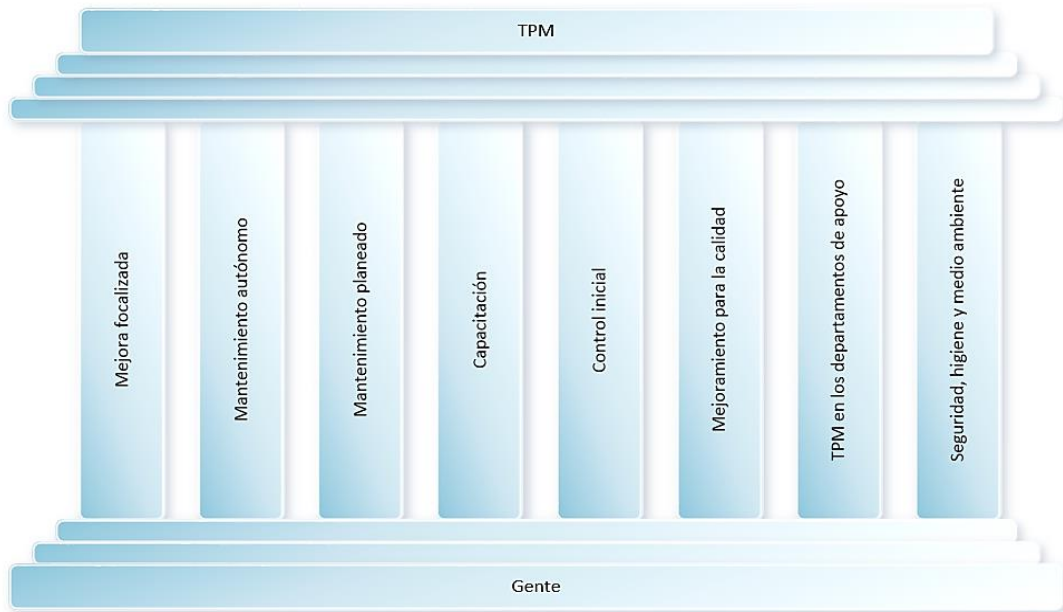 TPM
Mejora focalizada
Mantenimiento autónomo
Mantenimiento planeado
Capacitación
Control inicial
Mejoramiento para la calidad
TPM en los departamentos de apoyo
Seguridad, higiene y medio ambiente
Gente